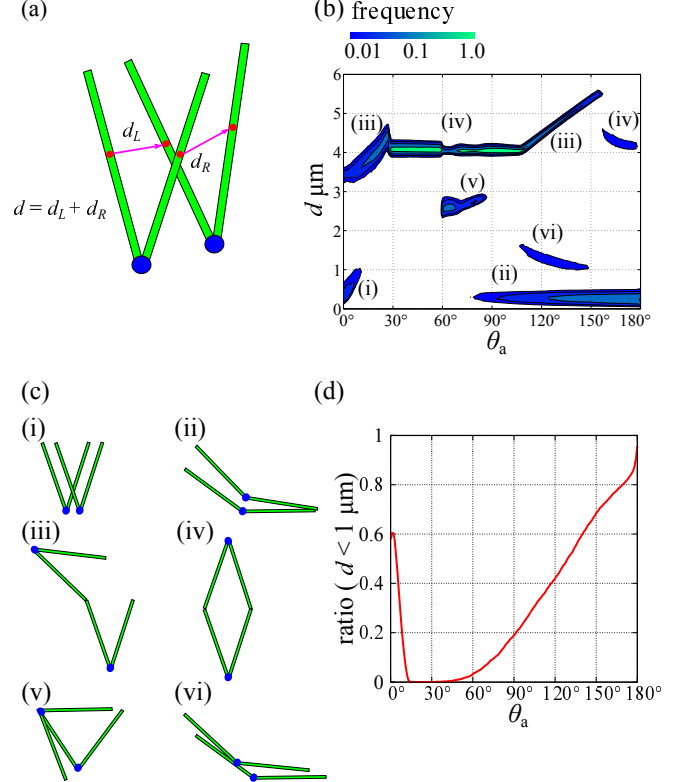 (a)
d_L
d_R
d = d_L + d_R
(b) frequency
0.01 0.1 1.0
6
5
4
3
2
1
0
d μm
(iii)
(iv)
(iii)
(iv)
(v)
(vi)
(ii)
(i)
0° 30° 60° 90° 120° 150° 180°
θ_a
(c)
(i)
(ii)
(iii)
(iv)
(v)
(vi)
(d)
1
0.8
0.6
0.4
0.2
0
ratio ( d < 1 μm)
0° 30° 60° 90° 120° 150° 180°
θ_a